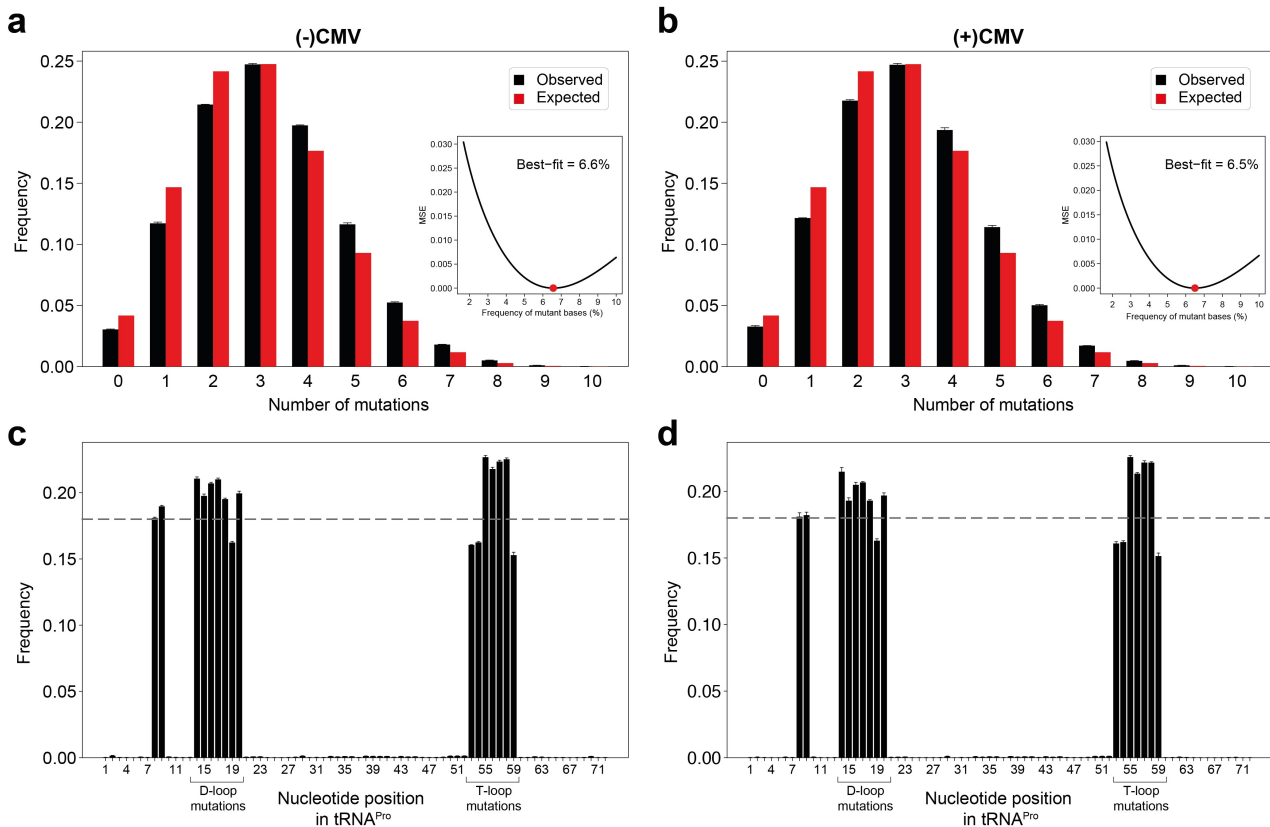 a
(-)CMV
0.25
0.20
0.15
0.10
0.05
0.00
Frequency
Observed
Expected
0.030
0.025
0.020
0.015
0.010
0.005
0.000
MSE
Best-fit = 6.6%
2 3 4 5 6 7 8 9 10
Frequency of mutant bases (%)
0 1 2 3 4 5 6 7 8 9 10
Number of mutations
b
(+)CMV
0.25
0.20
0.15
0.10
0.05
0.00
Frequency
Observed
Expected
0.030
0.025
0.020
0.015
0.010
0.005
0.000
MSE
Best-fit = 6.5%
2 3 4 5 6 7 8 9 10
Frequency of mutant bases (%)
0 1 2 3 4 5 6 7 8 9 10
Number of mutations
c
0.20
0.15
0.10
0.05
0.00
Frequency
1 4 7 11 15 19 23 27 31 35 39 43 47 51 55 59 63 67 71
D-loop
mutations
Nucleotide position
in tRNAPro
T-loop
mutations
d
0.20
0.15
0.10
0.05
0.00
Frequency
1 4 7 11 15 19 23 27 31 35 39 43 47 51 55 59 63 67 71
D-loop
mutations
Nucleotide position
in tRNAPro
T-loop
mutations